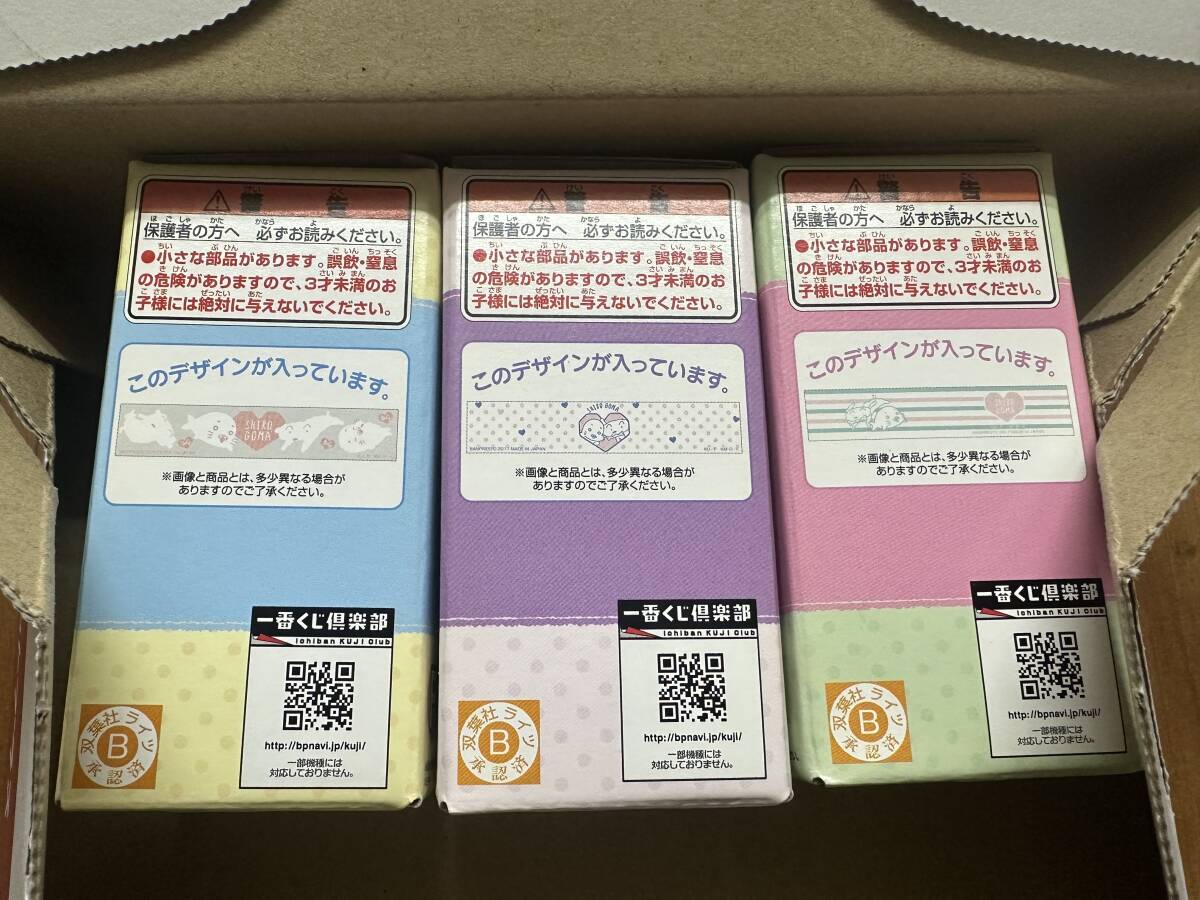 警告
保護者の方へ 必ずお読みください。
●小さな部品があります。誤飲・窒息
の危険がありますので、3才未満のお
子様には絶対に与えないでください。
このデザインが入っています。
SHIRO
GOMA
※画像と商品とは、多少異なる場合が
ありますのでご了承ください。
一番くじ倶楽部
Ichiban KUJI Club
http://bpnavi.jp/kuji/
一部機種には
対応しておりません。
双葉社ライツ
B
承認済
警告
保護者の方へ 必ずお読みください。
●小さな部品があります。誤飲・窒息
の危険がありますので、3才未満のお
子様には絶対に与えないでください。
このデザインが入っています。
SHIRO GOMA
BANPRESTO 2017 MADE IN JAPAN
※画像と商品とは、多少異なる場合が
ありますのでご了承ください。
一番くじ倶楽部
Ichiban KUJI Club
http://bpnavi.jp/kuji/
一部機種には
対応しておりません。
双葉社ライツ
B
承認済
警告
保護者の方へ 必ずお読みください。
●小さな部品があります。誤飲・窒息
の危険がありますので、3才未満のお
子様には絶対に与えないでください。
このデザインが入っています。
SHIRO
GOMA
※画像と商品とは、多少異なる場合が
ありますのでご了承ください。
一番くじ倶楽部
Ichiban KUJI Club
http://bpnavi.jp/kuji/
一部機種には
対応しておりません。
双葉社ライツ
B
承認済